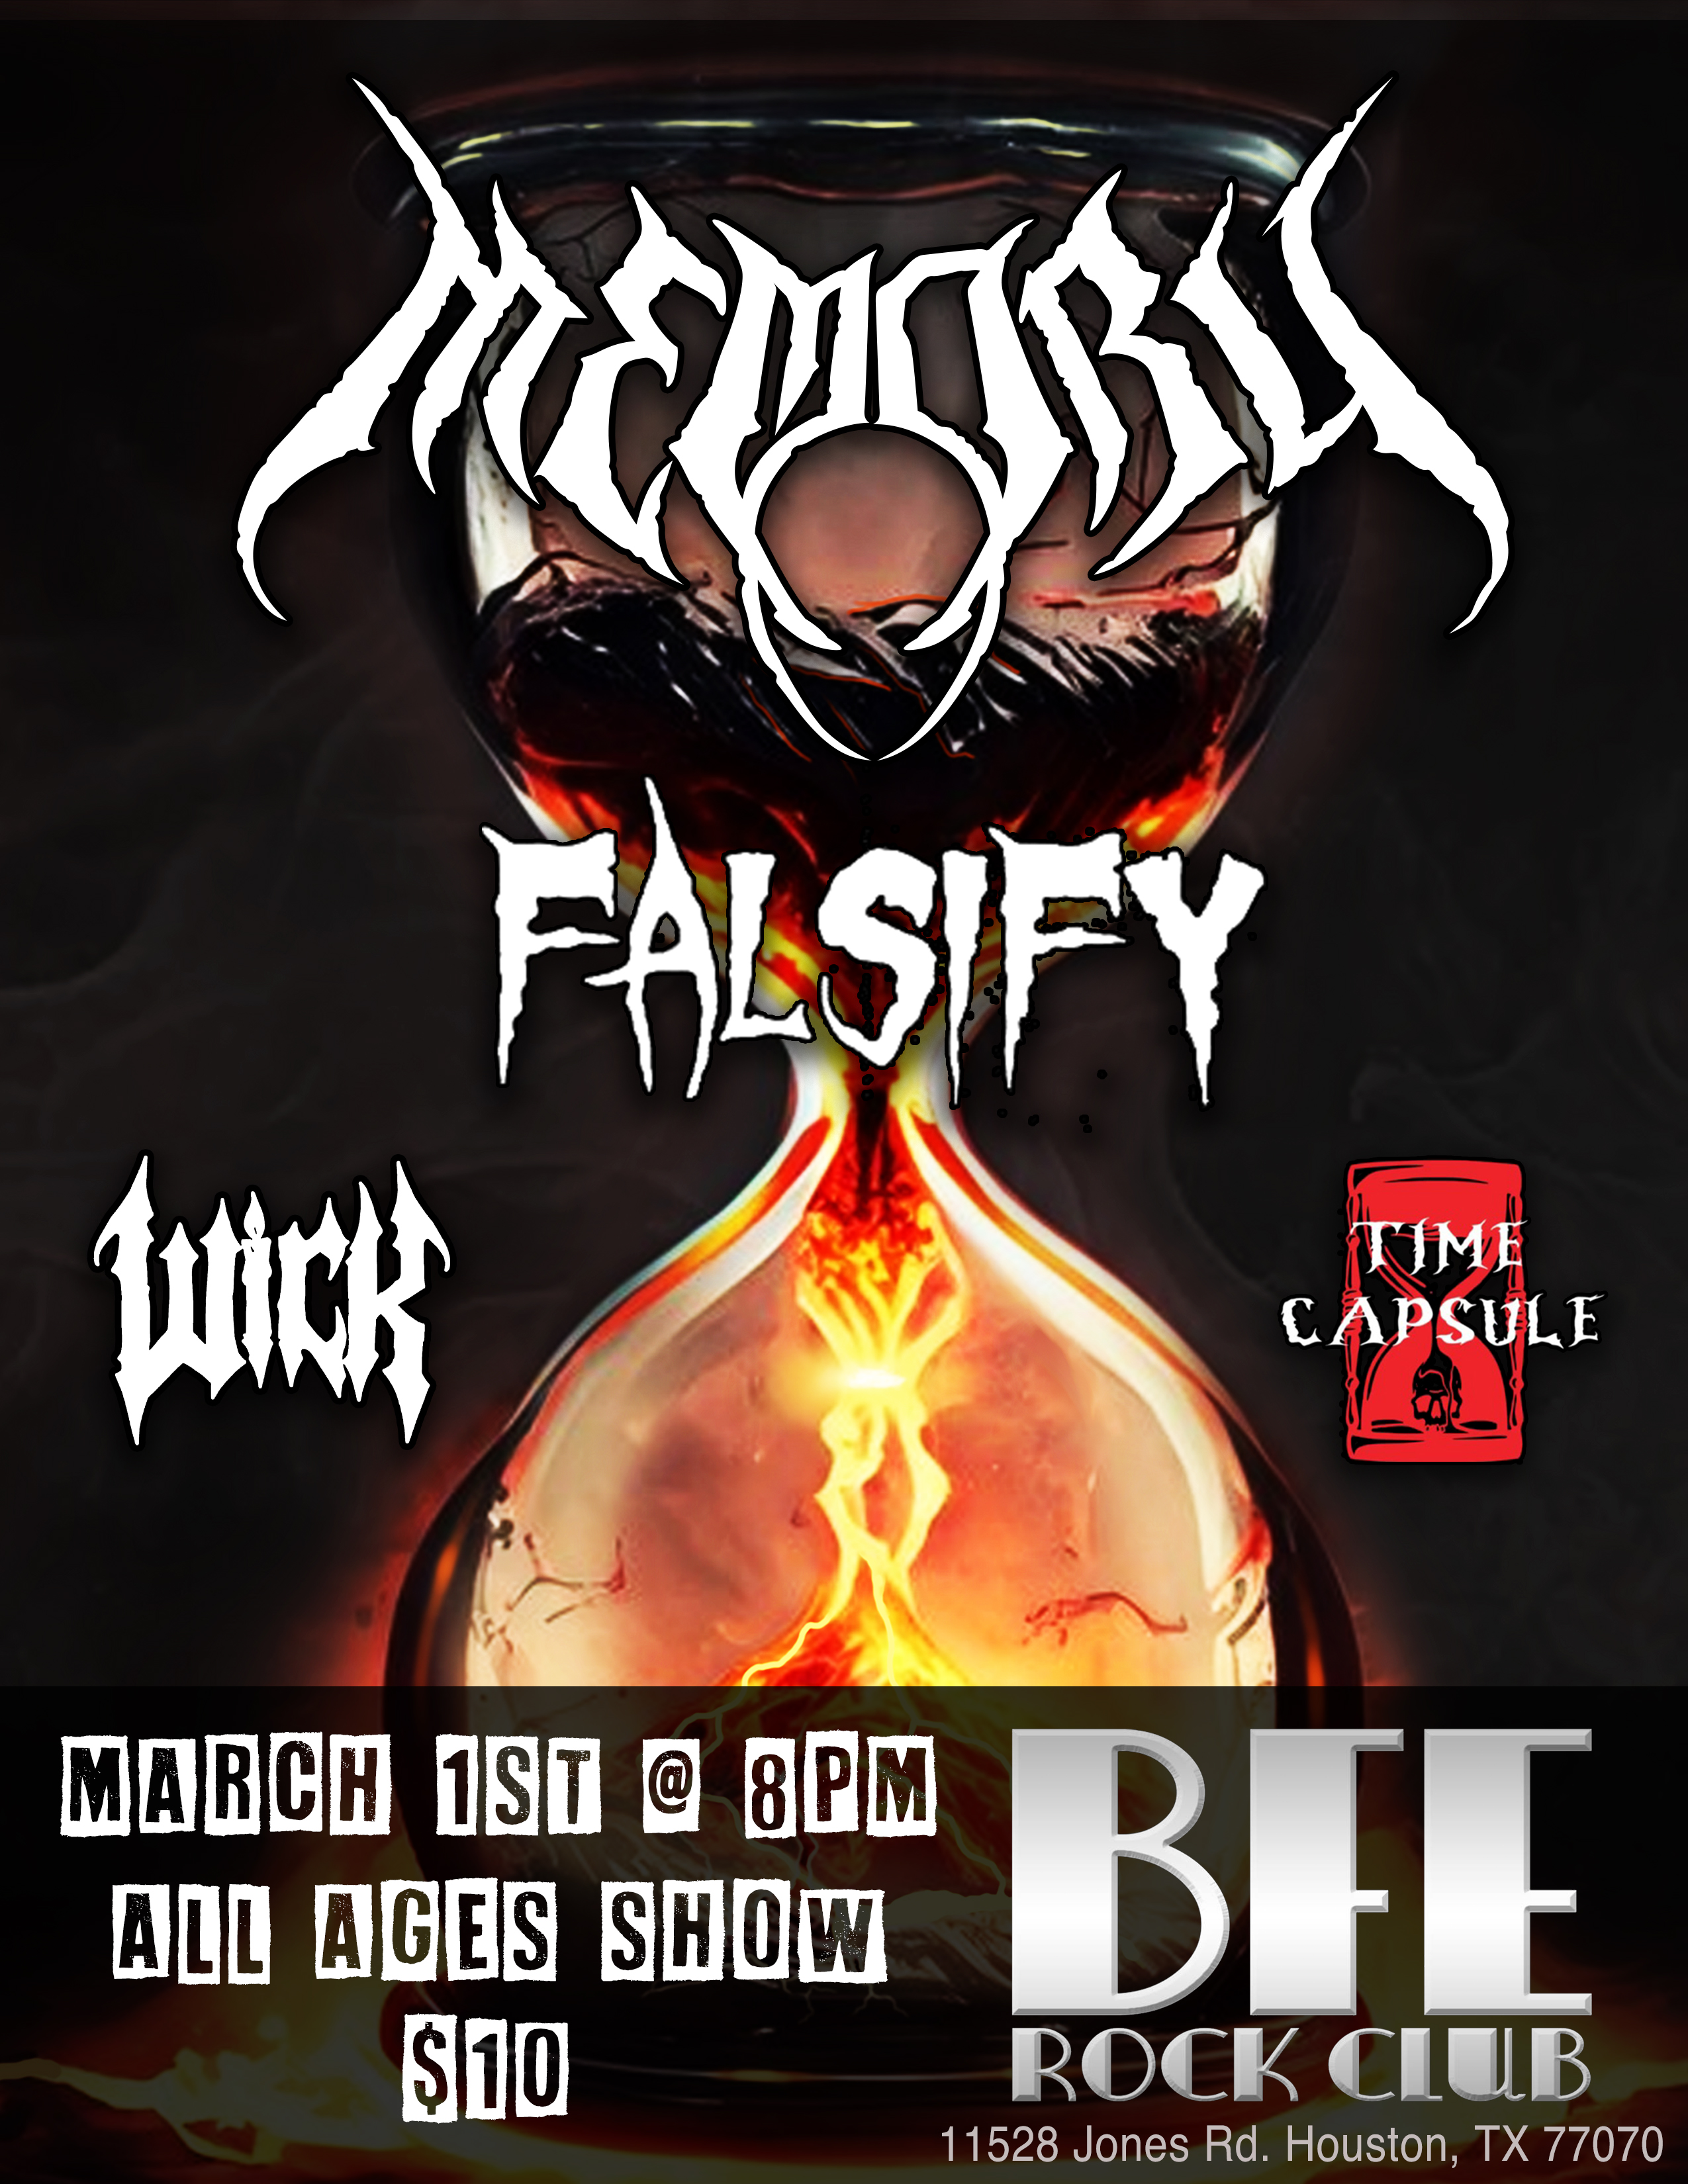 MEMORY
FALSIFY
WiCK
TIME
CAPSULE
MARCH 1ST @ 8PM
ALL AGES SHOW
$10
BFE
ROCK CLUB
11528 Jones Rd. Houston, TX 77070